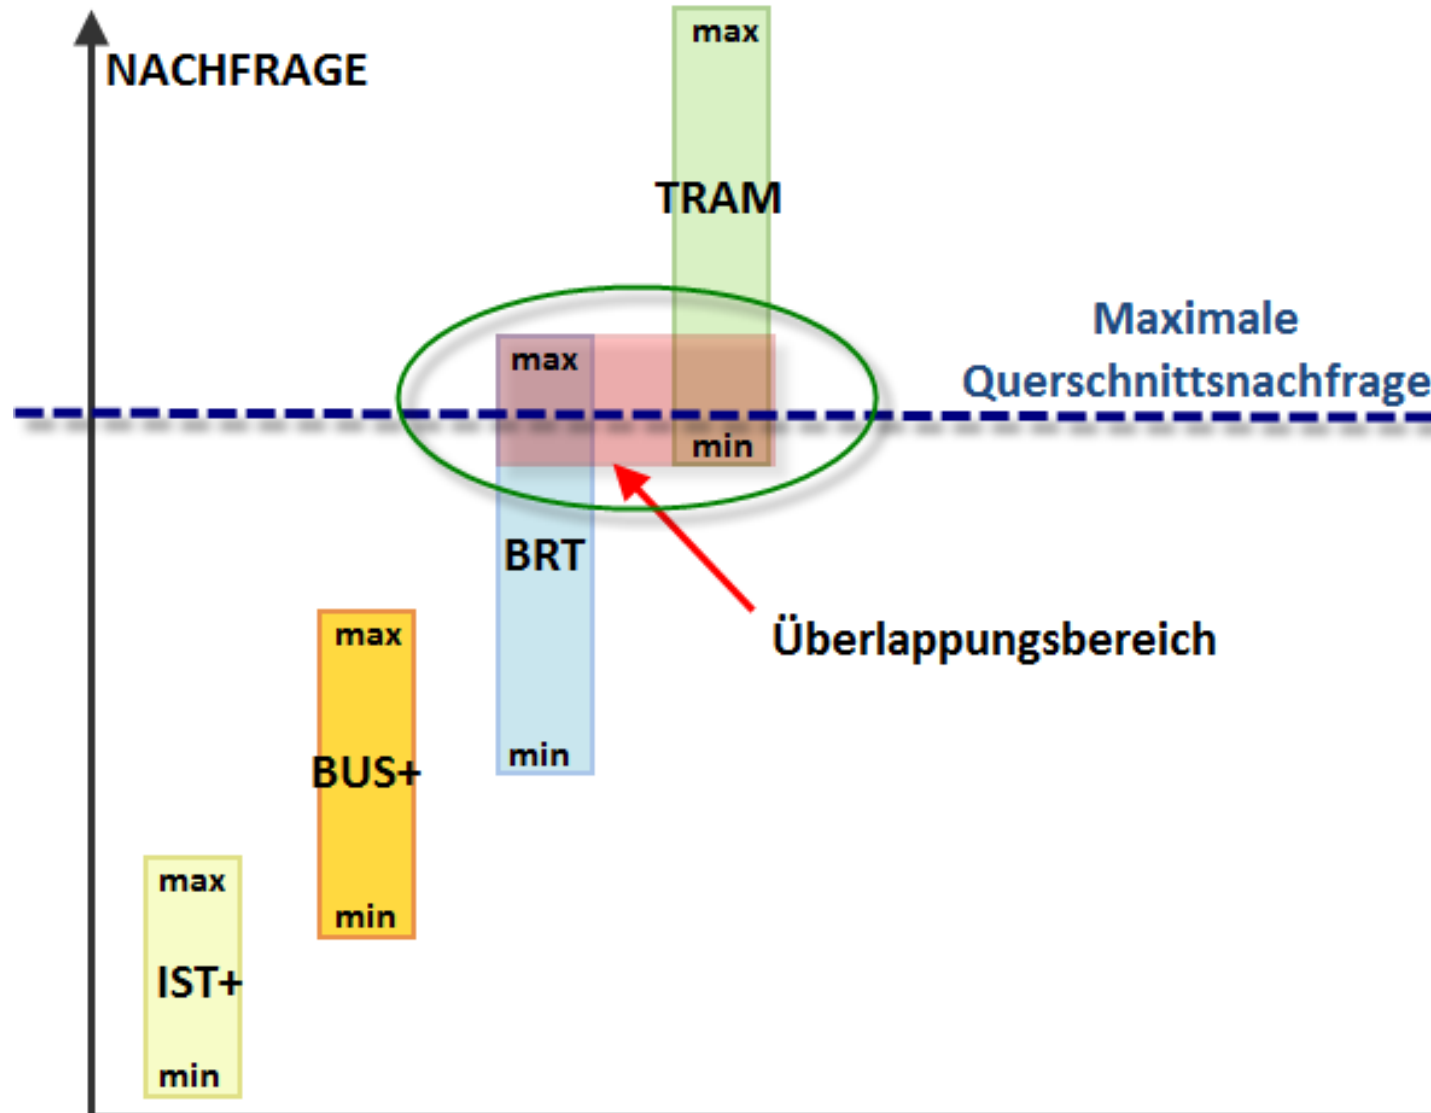 max
NACHFRAGE
TRAM
Maximale
Querschnittsnachfrage
max
min
BRT
Überlappungsbereich
max
min
BUS+
max
min
IST+
min